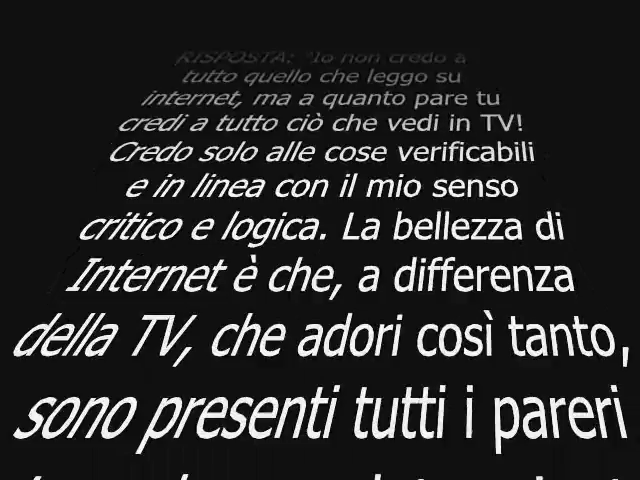 RISPOSTA: "Io non credo a
tutto quello che leggo su
internet, ma a quanto pare tu
credi a tutto ciò che vedi in TV!
Credo solo alle cose verificabili
e in linea con il mio senso
critico e logica. La bellezza di
Internet è che, a differenza
della TV, che adori così tanto,
sono presenti tutti i pareri